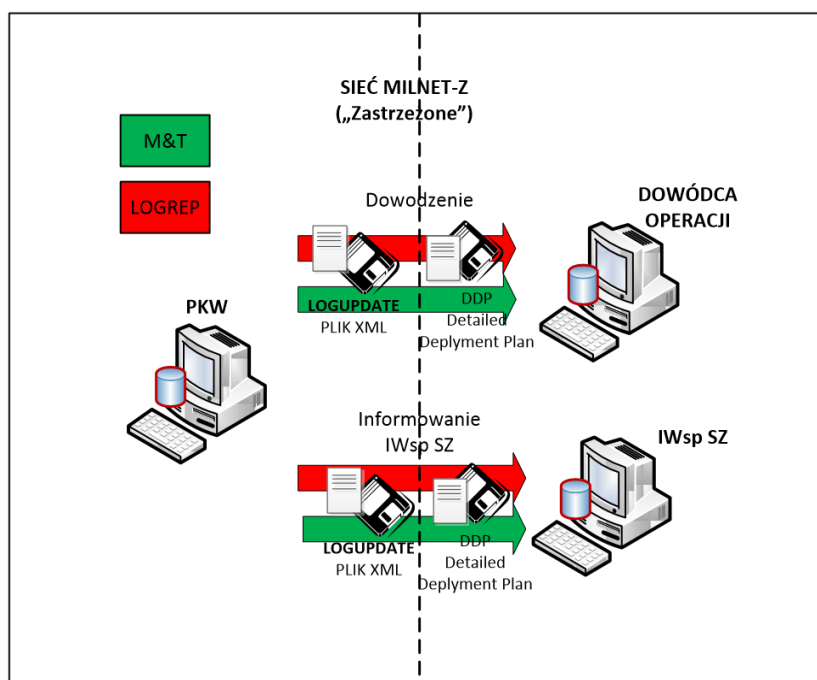 SIEĆ MILNET-Z
(„Zastrzeżone”)
M&T
LOGREP
Dowodzenie
DOWÓDCA
OPERACJI
LOGUPDATE
PLIK XML
DDP
Detailed
Deplyment Plan
PKW
Informowanie
IWsp SZ
IWsp SZ
LOGUPDATE
PLIK XML
DDP
Detailed
Deplyment Plan